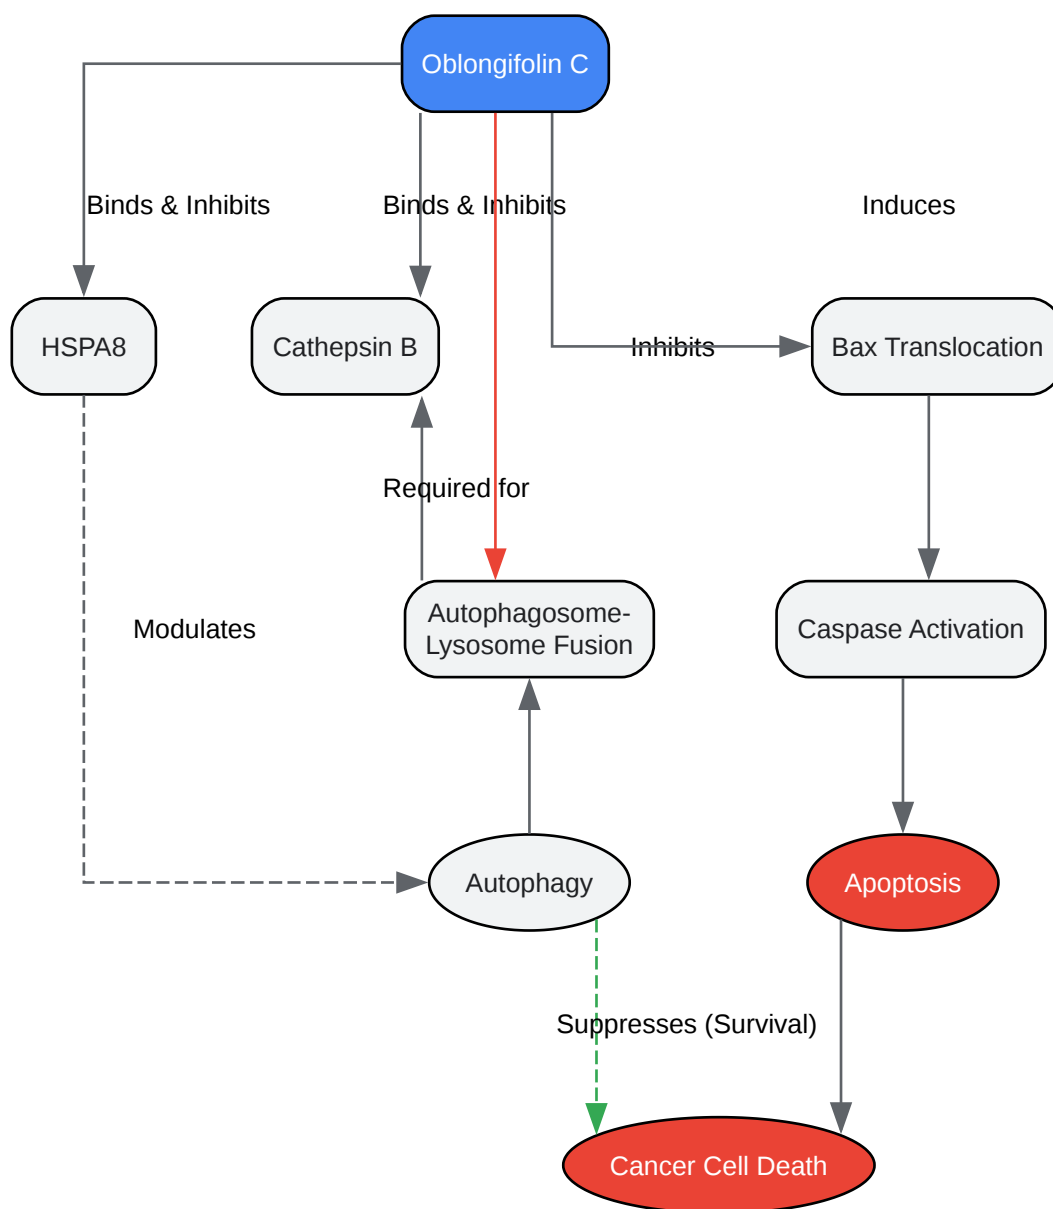 Oblongifolin C
Binds & Inhibits
Binds & Inhibits
Induces
HSPA8
Cathepsin B
Inhibits
Bax Translocation
Required for
Autophagosome-
Lysosome Fusion
Modulates
Caspase Activation
Autophagy
Apoptosis
Suppresses (Survival)
Cancer Cell Death